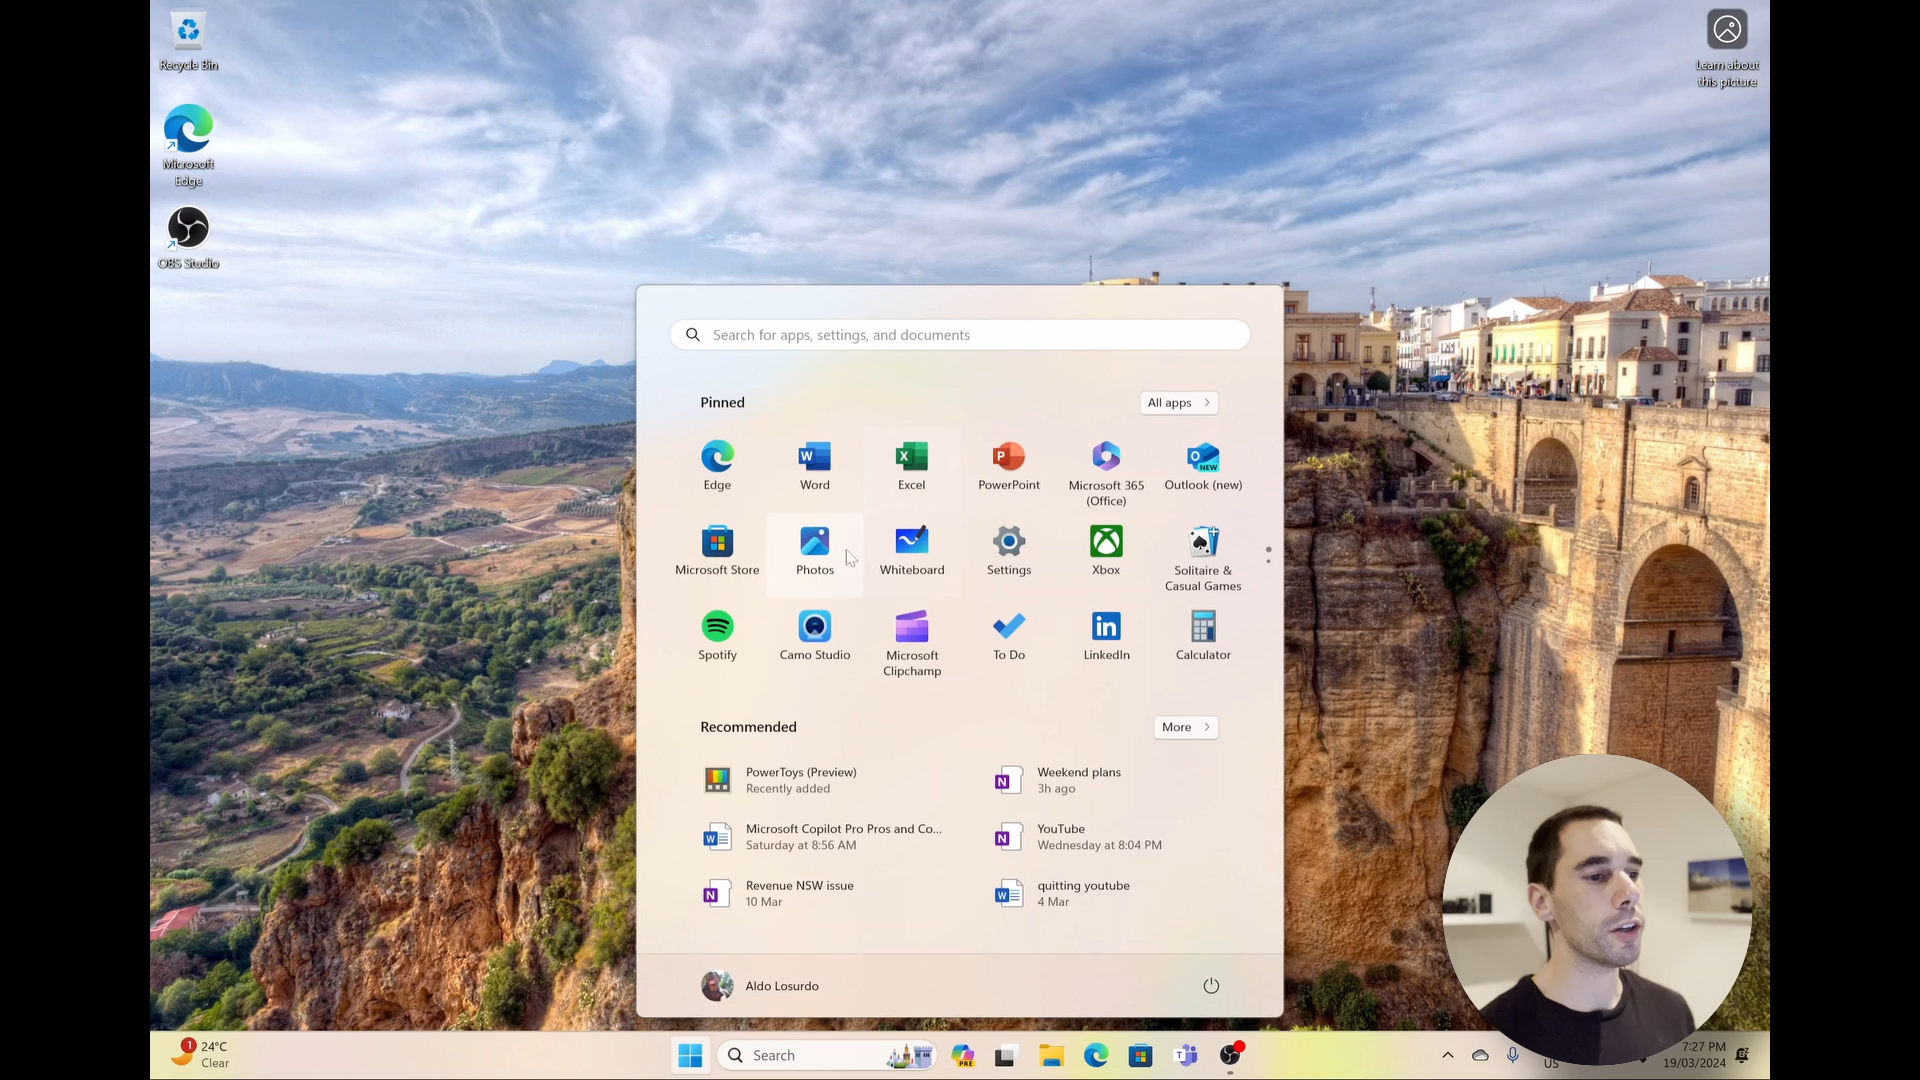 Recycle Bin
Microsoft
Edge
OBS Studio
Learn about
this picture
Search for apps, settings, and documents
Pinned
All apps
Edge
Word
Excel
PowerPoint
Microsoft 365
(Office)
Outlook (new)
Microsoft Store
Photos
Whiteboard
Settings
Xbox
Solitaire &
Casual Games
Spotify
Camo Studio
Microsoft
Clipchamp
To Do
LinkedIn
Calculator
Recommended
More
PowerToys (Preview)
Recently added
Weekend plans
3h ago
Microsoft Copilot Pro Pros and Co...
Saturday at 8:56 AM
YouTube
Wednesday at 8:04 PM
Revenue NSW issue
10 Mar
quitting youtube
4 Mar
Aldo Losurdo
1
24°C
Clear
Search
PRE
US
7:27 PM
19/03/2024